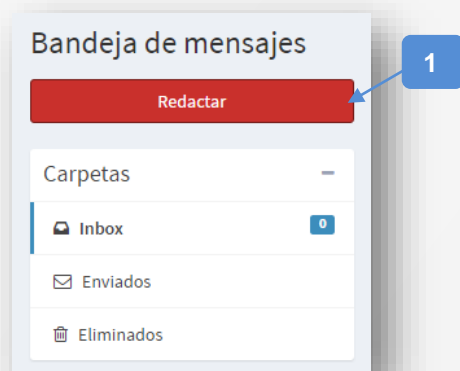 Bandeja de mensajes
1
Redactar
Carpetas
Inbox 0
Enviados
Eliminados